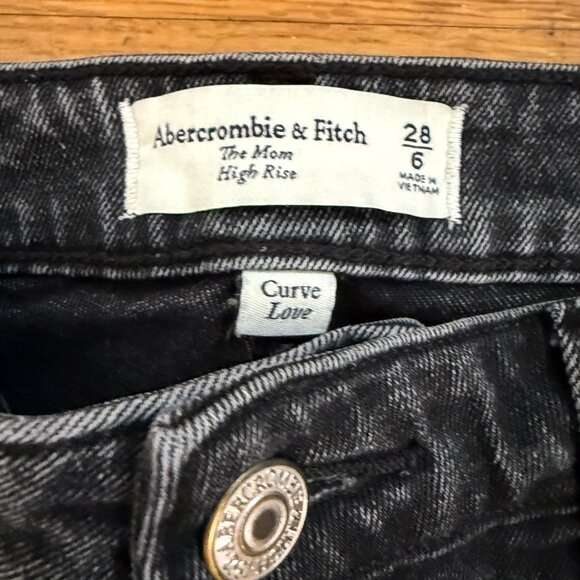 Abercrombie & Fitch
The Mom
High Rise
28
6
MADE IN
VIETNAM
Curve
Love
ABERCROMBIE